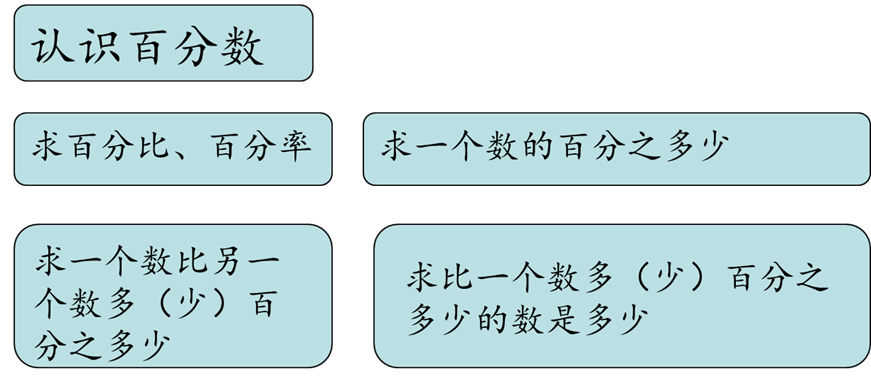 认识百分数
求百分比、百分率
求一个数的百分之多少
求一个数比另一
个数多（少）百
分之多少
求比一个数多（少）百分之
多少的数是多少